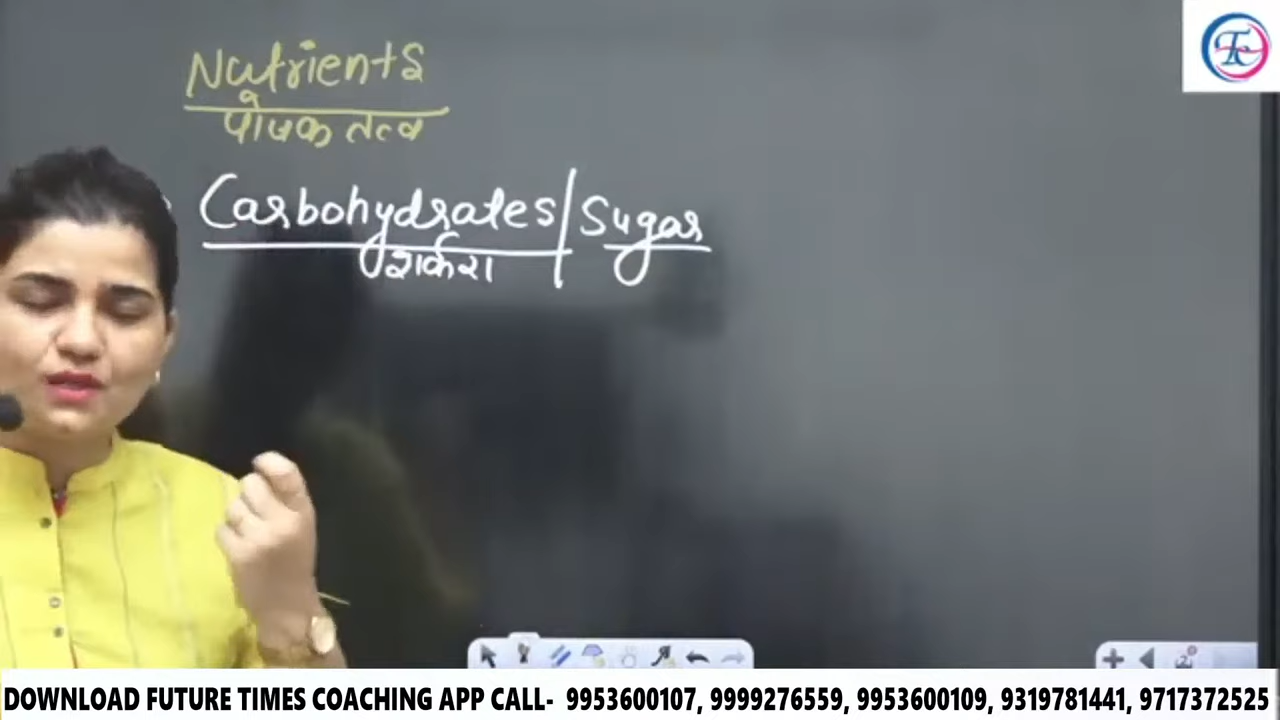 Nutrients
पोषक तत्व
Carbohydrates/Sugar
शर्करा
DOWNLOAD FUTURE TIMES COACHING APP CALL- 9953600107, 9999276559, 9953600109, 9319781441, 9717372525